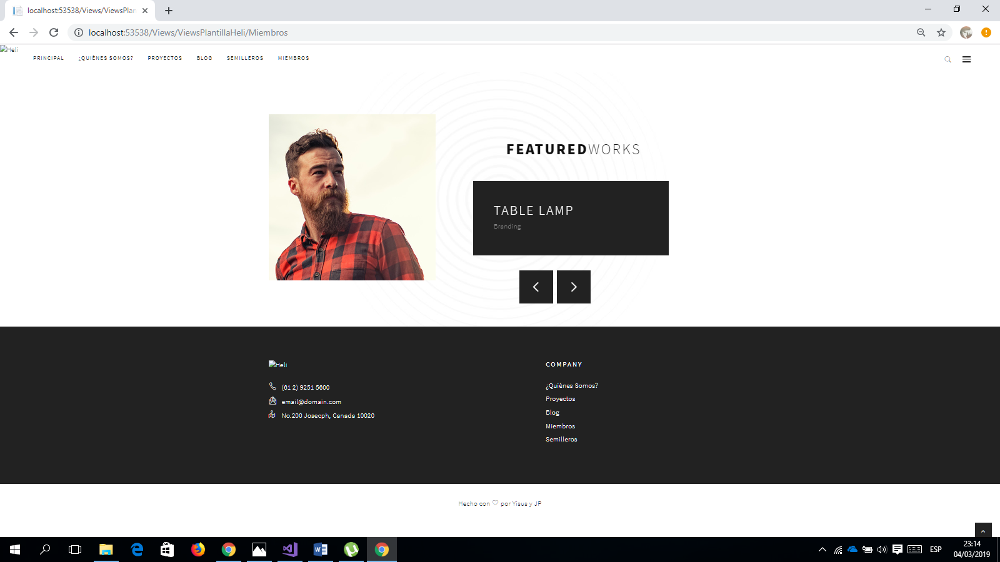 localhost:53538/Views/ViewsPlan
localhost:53538/Views/ViewsPlantillaHeli/Miembros
Heli
PRINCIPAL ¿QUIÈNES SOMOS? PROYECTOS BLOG SEMILLEROS MIEMBROS
FEATUREDWORKS
TABLE LAMP
Branding
Heli
(61 2) 9251 5600
email@domain.com
No.200 Josecph, Canada 10020
COMPANY
¿Quiènes Somos?
Proyectos
Blog
Miembros
Semilleros
Hecho con ♡ por Yisus y JP
ESP
23:14
04/03/2019